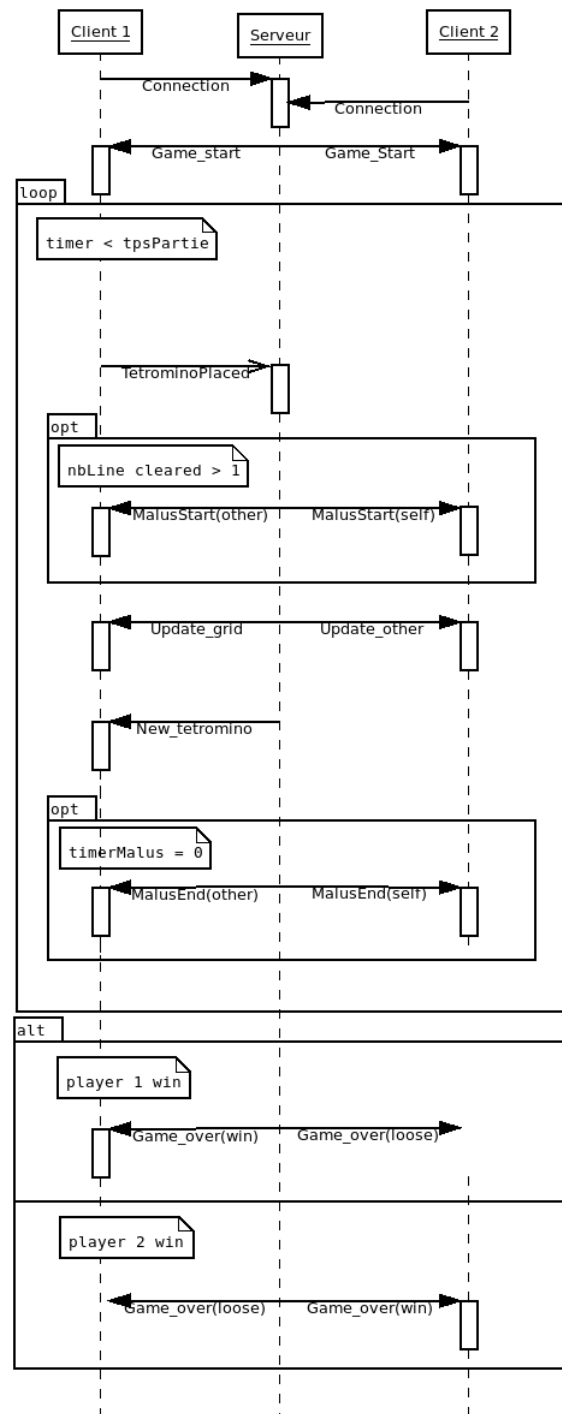 Client 1
Serveur
Client 2
Connection
Connection
Game_start
Game_Start
loop
timer < tpsPartie
TetrominoPlaced
opt
nbLine cleared > 1
MalusStart(other)
MalusStart(self)
Update_grid
Update_other
New_tetromino
opt
timerMalus = 0
MalusEnd(other)
MalusEnd(self)
alt
player 1 win
Game_over(win)
Game_over(loose)
player 2 win
Game_over(loose)
Game_over(win)